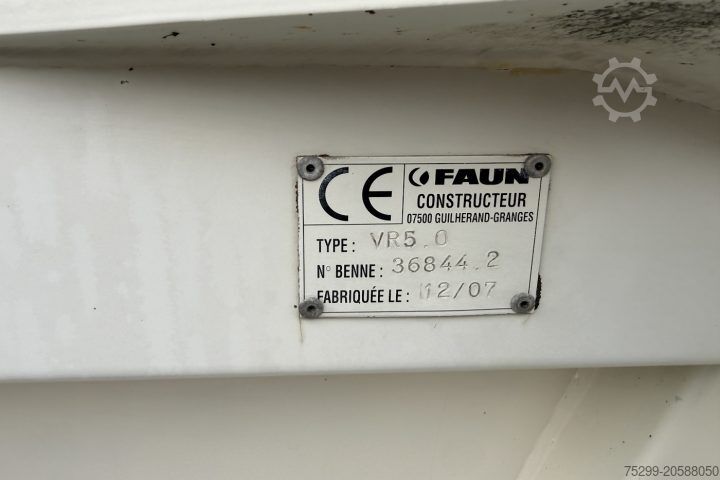 CE FAUN
CONSTRUCTEUR
07500 GUILHERAND-GRANGES
TYPE : VR5.0
N° BENNE : 36844.2
FABRIQUÉE LE : 12/07
75299-20588050